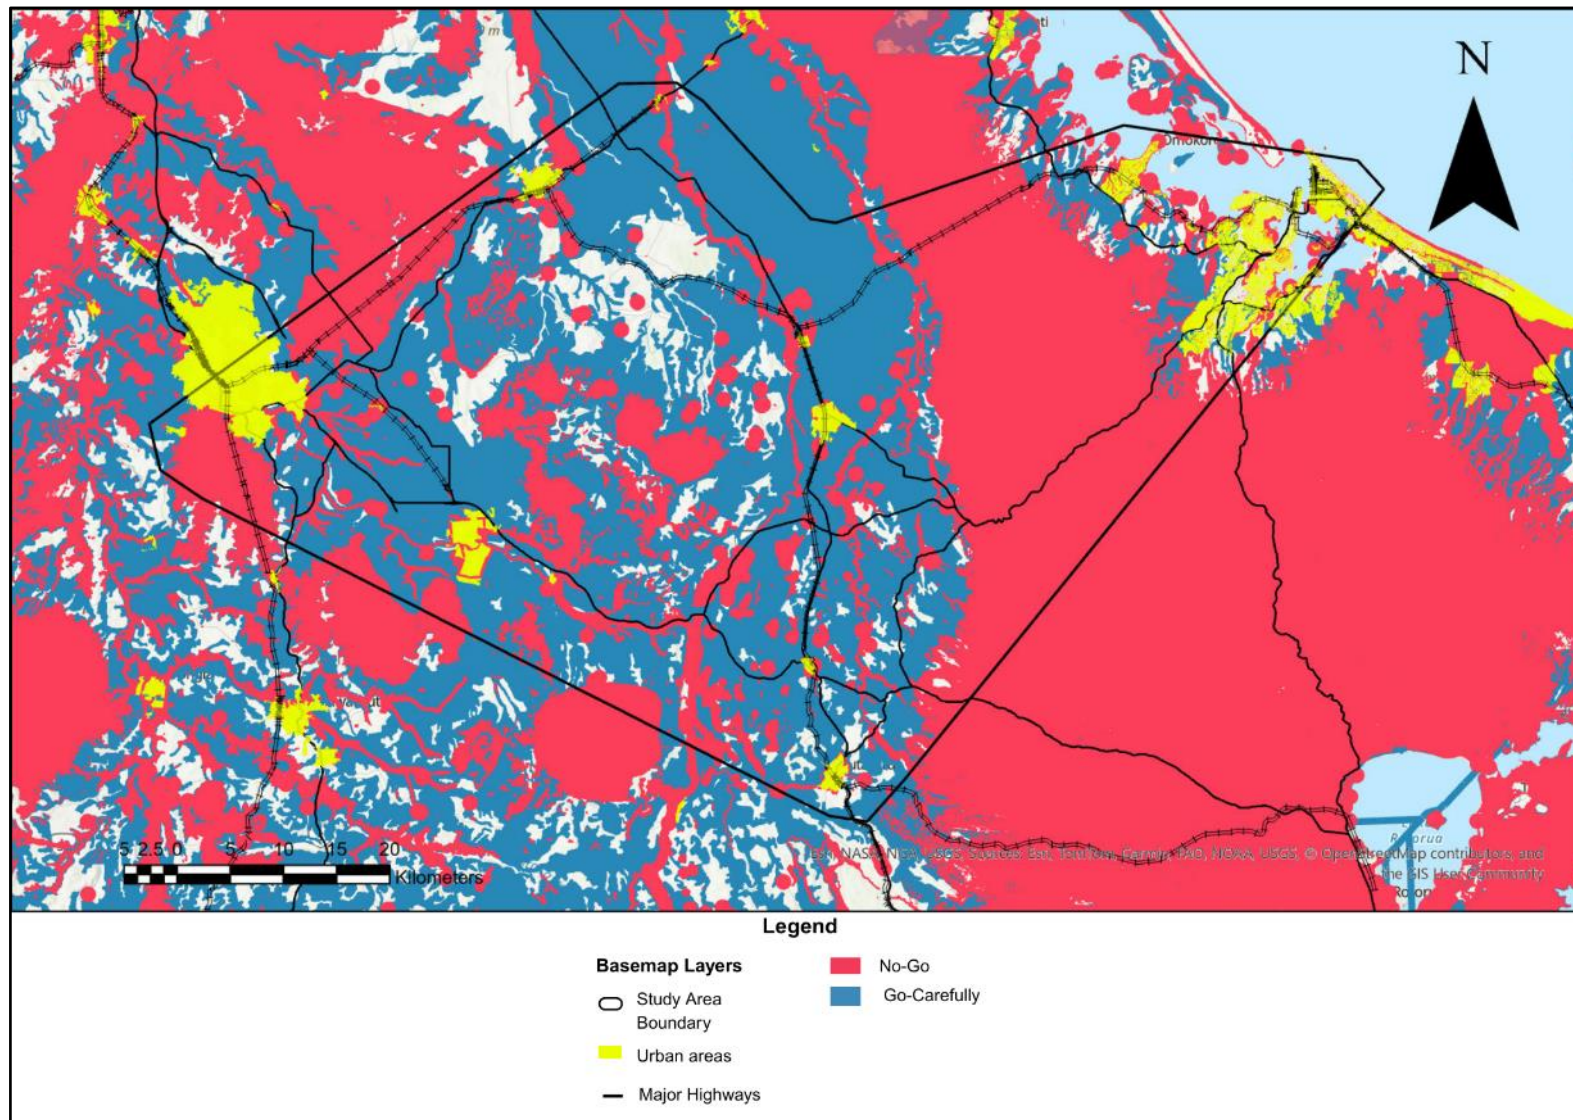 m
N
Omokor
5 2.5 0 5 10 15 20
Kilometers
Esri, NASA, NGA, USGS, Sources: Esri, TomTom, Garmin, FAO, NOAA, USGS, © OpenStreetMap contributors, and
the GIS User Community
Legend
Basemap Layers
Study Area
Boundary
Urban areas
Major Highways
No-Go
Go-Carefully